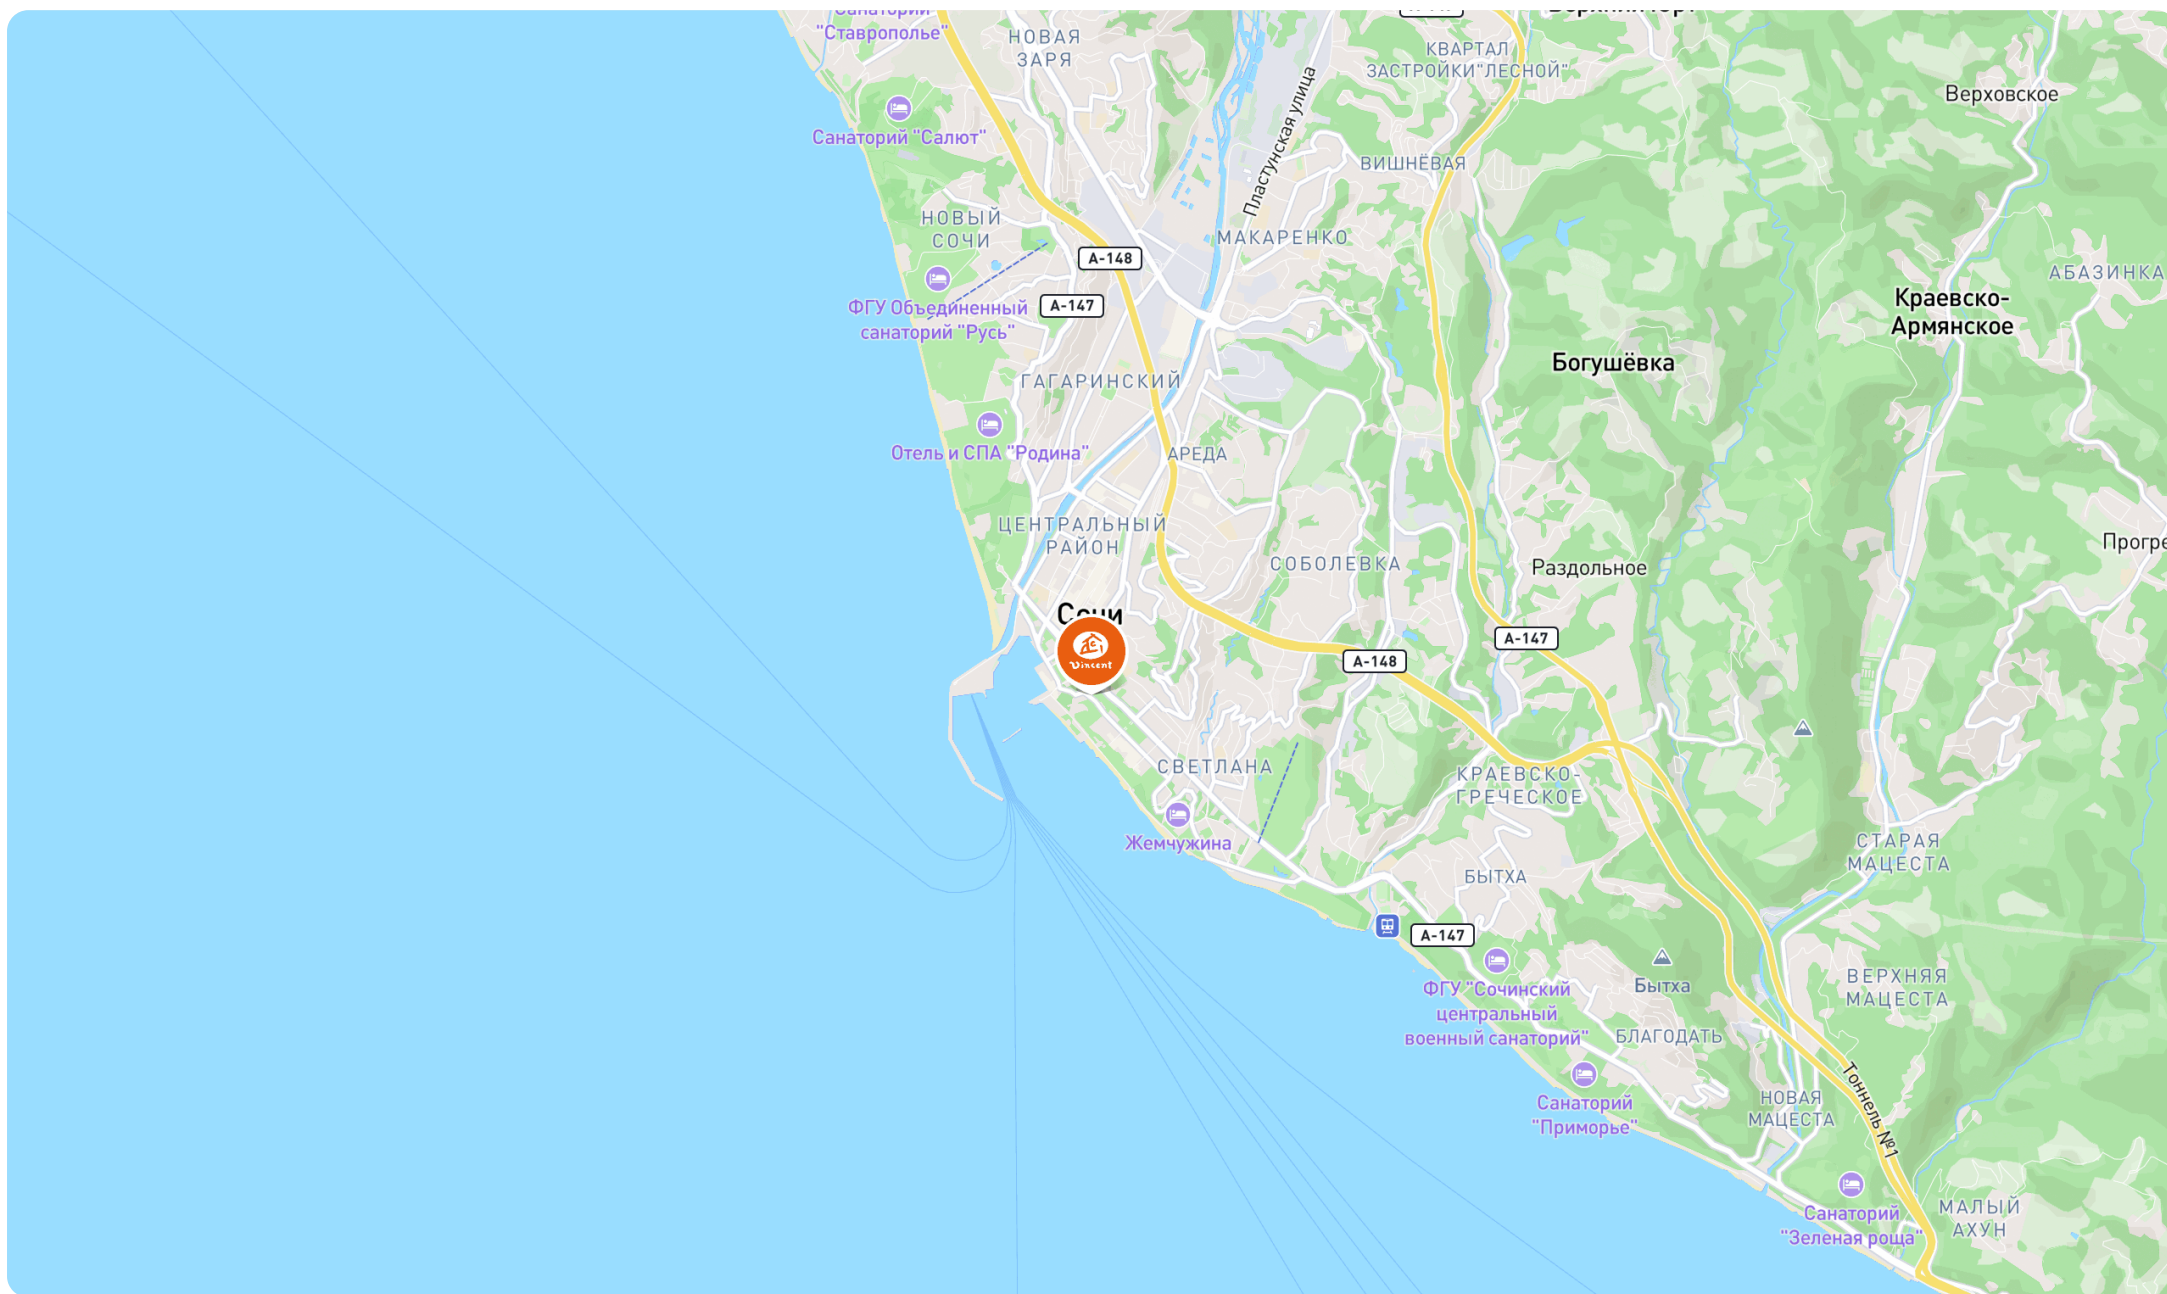 Санаторий
"Ставрополье"
НОВАЯ
ЗАРЯ
КВАРТАЛ
ЗАСТРОЙКИ"ЛЕСНОЙ"
Верховское
Санаторий "Салют"
Пластунская улица
ВИШНЁВАЯ
НОВЫЙ
СОЧИ
МАКАРЕНКО
А-148
АБАЗИНКА
ФГУ Объединенный
санаторий "Русь"
А-147
Краевско-
Армянское
Богушёвка
ГАГАРИНСКИЙ
Отель и СПА "Родина"
АРЕДА
ЦЕНТРАЛЬНЫЙ
РАЙОН
Прогре
СОБОЛЕВКА
Раздольное
Сочи
Vincent
А-147
А-148
СВЕТЛАНА
КРАЕВСКО-
ГРЕЧЕСКОЕ
Жемчужина
СТАРАЯ
МАЦЕСТА
БЫТХА
А-147
ФГУ "Сочинский
центральный
военный санаторий"
Бытха
ВЕРХНЯЯ
МАЦЕСТА
БЛАГОДАТЬ
Тоннель №1
Санаторий
"Приморье"
НОВАЯ
МАЦЕСТА
Санаторий
"Зеленая роща"
МАЛЫЙ
АХУН